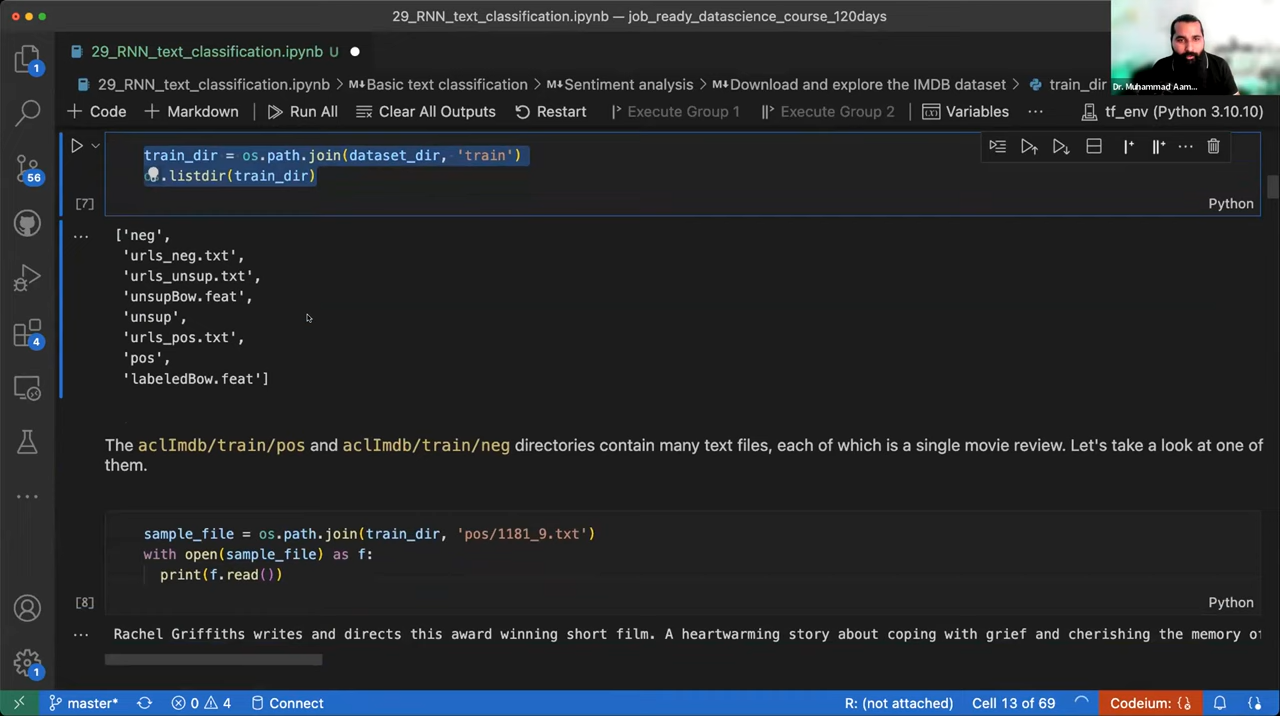 29_RNN_text_classification.ipynb — job_ready_datascience_course_120days
29_RNN_text_classification.ipynb U
29_RNN_text_classification.ipynb > M↓Basic text classification > M↓Sentiment analysis > M↓Download and explore the IMDB dataset > train_dir
+ Code + Markdown Run All Clear All Outputs Restart Execute Group 1 Execute Group 2 Variables ... tf_env (Python 3.10.10)
Dr. Muhammad Aam...
train_dir = os.path.join(dataset_dir, 'train')
.listdir(train_dir)
[7]
Python
['neg',
'urls_neg.txt',
'urls_unsup.txt',
'unsupBow.feat',
'unsup',
'urls_pos.txt',
'pos',
'labeledBow.feat']
The aclImdb/train/pos and aclImdb/train/neg directories contain many text files, each of which is a single movie review. Let's take a look at one of
them.
sample_file = os.path.join(train_dir, 'pos/1181_9.txt')
with open(sample_file) as f:
print(f.read())
[8]
Python
Rachel Griffiths writes and directs this award winning short film. A heartwarming story about coping with grief and cherishing the memory of
1
56
4
1
master* 0 4 Connect R: (not attached) Cell 13 of 69 Codeium: {}